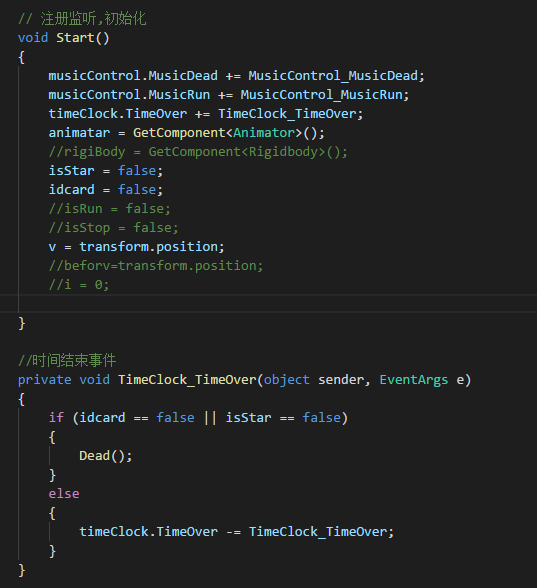 // 注册监听,初始化
void Start()
{
musicControl.MusicDead += MusicControl_MusicDead;
musicControl.MusicRun += MusicControl_MusicRun;
timeClock.TimeOver += TimeClock_TimeOver;
animatar = GetComponent<Animator>();
//rigiBody = GetComponent<Rigidbody>();
isStar = false;
idcard = false;
//isRun = false;
//isStop = false;
v = transform.position;
//beforv=transform.position;
//i = 0;
}
//时间结束事件
private void TimeClock_TimeOver(object sender, EventArgs e)
{
if (idcard == false || isStar == false)
{
Dead();
}
else
{
timeClock.TimeOver -= TimeClock_TimeOver;
}
}